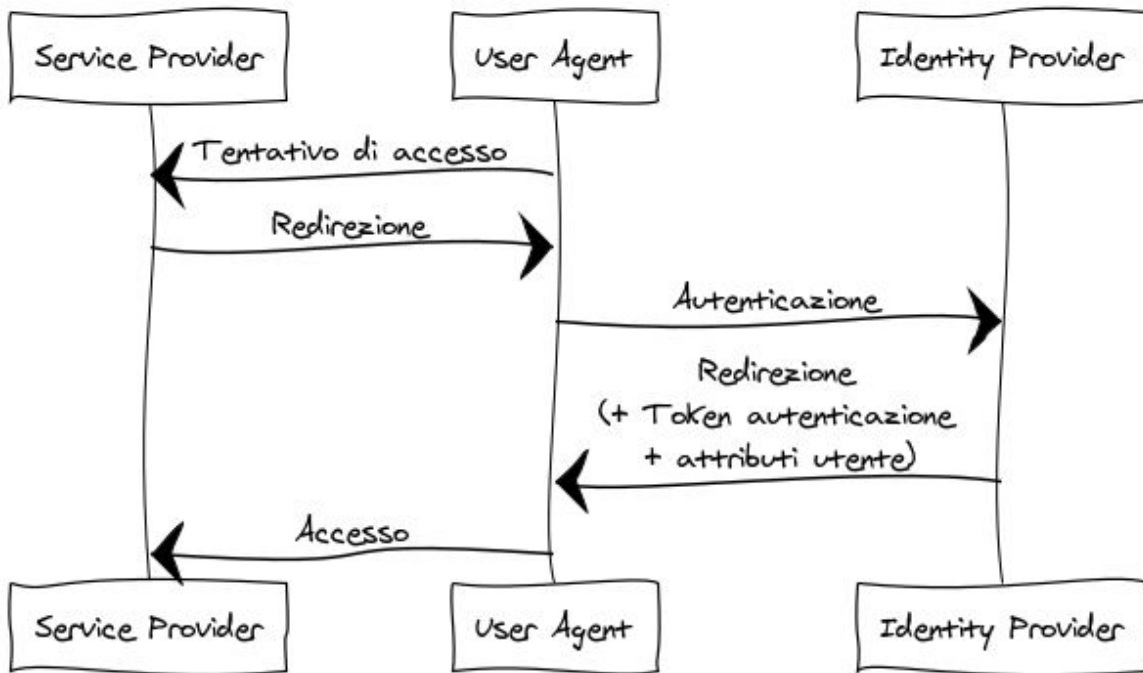 Service Provider
User Agent
Identity Provider
Tentativo di accesso
Redirezione
Autenticazione
Redirezione
(+ Token autenticazione
+ attributi utente)
Accesso
Service Provider
User Agent
Identity Provider